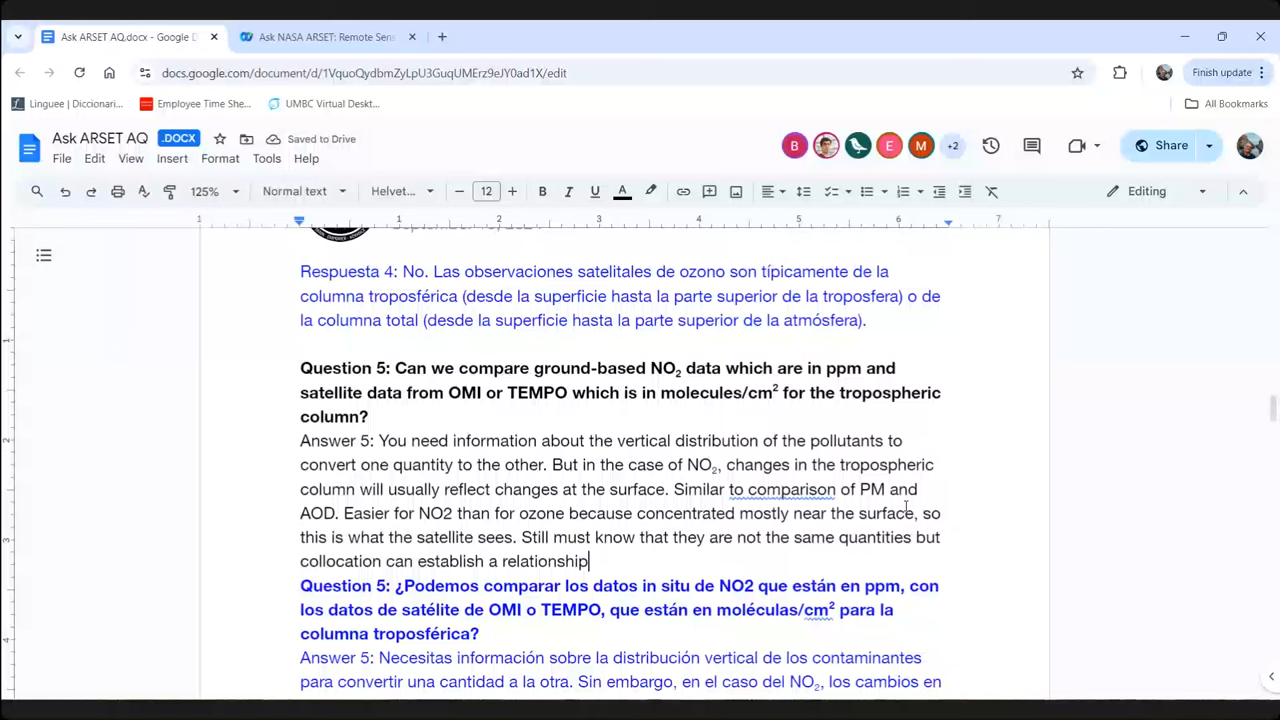 Ask ARSET AQ.docx - Google D
Ask NASA ARSET: Remote Sens
docs.google.com/document/d/1VquoQydbmZyLpU3GuqUMErz9eJY0ad1X/edit
Finish update
Linguee | Diccionari...
Employee Time She...
UMBC Virtual Deskt...
All Bookmarks
Ask ARSET AQ
.DOCX
Saved to Drive
File Edit View Insert Format Tools Help
B
E
M
+2
Share
125%
Normal text
Helvet...
12
B I U A
Editing
1 1 2 3 4 5 6 7
Respuesta 4: No. Las observaciones satelitales de ozono son típicamente de la
columna troposférica (desde la superficie hasta la parte superior de la troposfera) o de
la columna total (desde la superficie hasta la parte superior de la atmósfera).
Question 5: Can we compare ground-based NO₂ data which are in ppm and
satellite data from OMI or TEMPO which is in molecules/cm² for the tropospheric
column?
Answer 5: You need information about the vertical distribution of the pollutants to
convert one quantity to the other. But in the case of NO₂, changes in the tropospheric
column will usually reflect changes at the surface. Similar to comparison of PM and
AOD. Easier for NO2 than for ozone because concentrated mostly near the surface, so
this is what the satellite sees. Still must know that they are not the same quantities but
collocation can establish a relationship
Question 5: ¿Podemos comparar los datos in situ de NO2 que están en ppm, con
los datos de satélite de OMI o TEMPO, que están en moléculas/cm² para la
columna troposférica?
Answer 5: Necesitas información sobre la distribución vertical de los contaminantes
para convertir una cantidad a la otra. Sin embargo, en el caso del NO₂, los cambios en